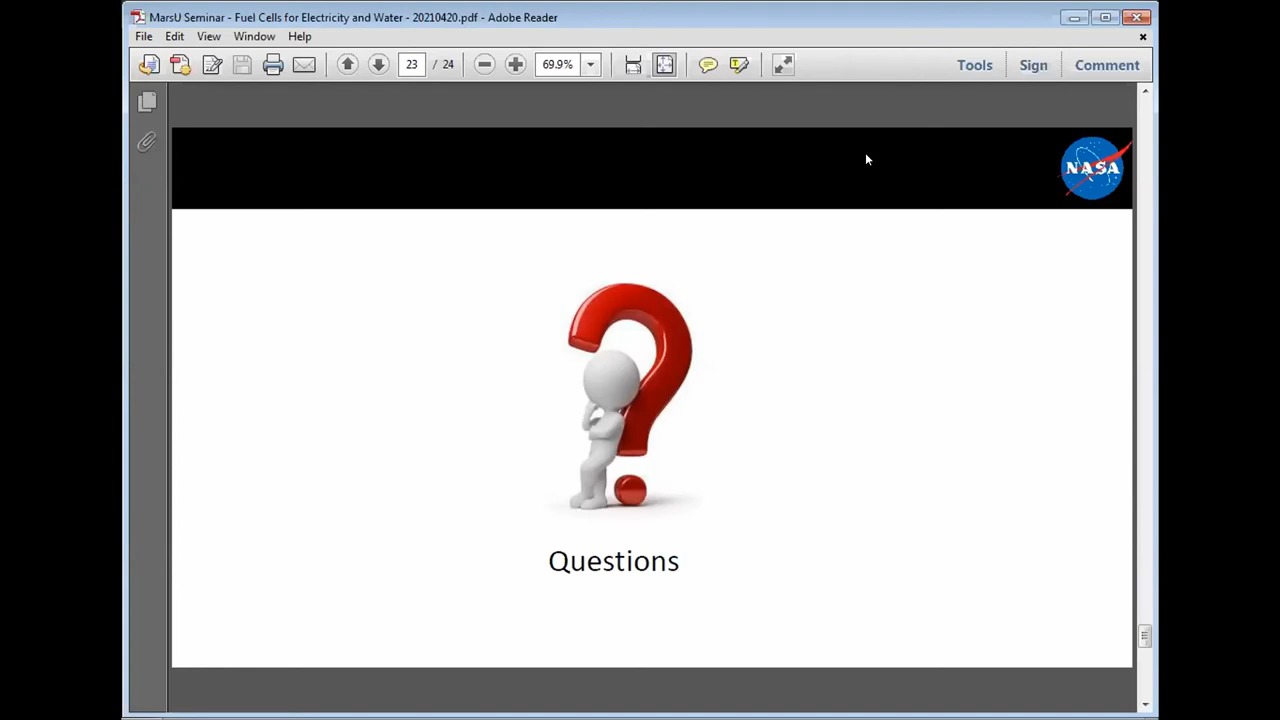 MarsU Seminar - Fuel Cells for Electricity and Water - 20210420.pdf - Adobe Reader
File Edit View Window Help
23 / 24 69.9% Tools Sign Comment
NASA
Questions